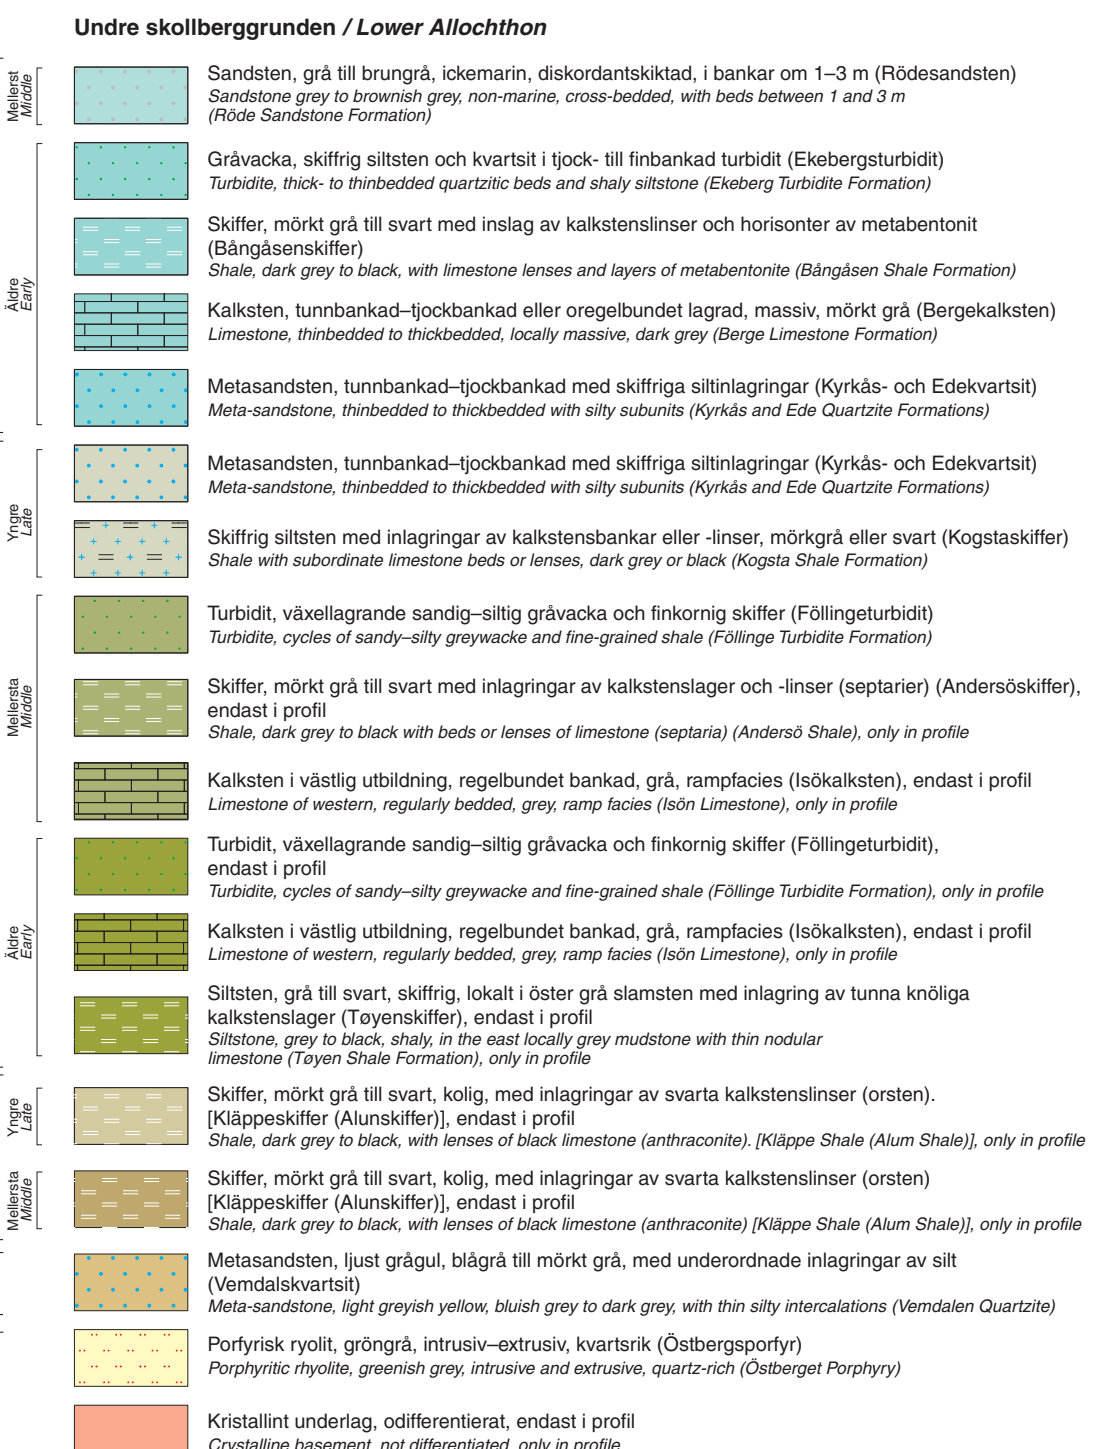 Undre skollberggrunden / Lower Allochthon
Mellerst
Middle
Sandsten, grå till brungrå, ickemarin, diskordantskiktad, i bankar om 1–3 m (Rödesandsten)
Sandstone grey to brownish grey, non-marine, cross-bedded, with beds between 1 and 3 m
(Röde Sandstone Formation)
Äldre
Early
Gråvacka, skiffrig siltsten och kvartsit i tjock- till finbankad turbidit (Ekebergsturbidit)
Turbidite, thick- to thinbedded quartzitic beds and shaly siltstone (Ekeberg Turbidite Formation)
Skiffer, mörkt grå till svart med inslag av kalkstenslinser och horisonter av metabentonit
(Bångåsenskiffer)
Shale, dark grey to black, with limestone lenses and layers of metabentonite (Bångåsen Shale Formation)
Kalksten, tunnbankad–tjockbankad eller oregelbundet lagrad, massiv, mörkt grå (Bergekalksten)
Limestone, thinbedded to thickbedded, locally massive, dark grey (Berge Limestone Formation)
Metasandsten, tunnbankad–tjockbankad med skiffriga siltinlagringar (Kyrkås- och Edekvartsit)
Meta-sandstone, thinbedded to thickbedded with silty subunits (Kyrkås and Ede Quartzite Formations)
Yngre
Late
Metasandsten, tunnbankad–tjockbankad med skiffriga siltinlagringar (Kyrkås- och Edekvartsit)
Meta-sandstone, thinbedded to thickbedded with silty subunits (Kyrkås and Ede Quartzite Formations)
Skiffrig siltsten med inlagringar av kalkstensbankar eller -linser, mörkgrå eller svart (Kogstaskiffer)
Shale with subordinate limestone beds or lenses, dark grey or black (Kogsta Shale Formation)
Mellersta
Middle
Turbidit, växellagrande sandig–siltig gråvacka och finkornig skiffer (Föllingeturbidit)
Turbidite, cycles of sandy–silty greywacke and fine-grained shale (Föllinge Turbidite Formation)
Skiffer, mörkt grå till svart med inlagringar av kalkstenslager och -linser (septarier) (Andersöskiffer),
endast i profil
Shale, dark grey to black with beds or lenses of limestone (septaria) (Andersö Shale), only in profile
Kalksten i västlig utbildning, regelbundet bankad, grå, rampfacies (Isökalksten), endast i profil
Limestone of western, regularly bedded, grey, ramp facies (Isön Limestone), only in profile
Äldre
Early
Turbidit, växellagrande sandig–siltig gråvacka och finkornig skiffer (Föllingeturbidit),
endast i profil
Turbidite, cycles of sandy–silty greywacke and fine-grained shale (Föllinge Turbidite Formation), only in profile
Kalksten i västlig utbildning, regelbundet bankad, grå, rampfacies (Isökalksten), endast i profil
Limestone of western, regularly bedded, grey, ramp facies (Isön Limestone), only in profile
Siltsten, grå till svart, skiffrig, lokalt i öster grå slamsten med inlagring av tunna knöliga
kalkstenslager (Tøyenskiffer), endast i profil
Siltstone, grey to black, shaly, in the east locally grey mudstone with thin nodular
limestone (Tøyen Shale Formation), only in profile
Yngre
Late
Skiffer, mörkt grå till svart, kolig, med inlagringar av svarta kalkstenslinser (orsten).
[Kläppeskiffer (Alunskiffer)], endast i profil
Shale, dark grey to black, with lenses of black limestone (anthraconite). [Kläppe Shale (Alum Shale)], only in profile
Mellersta
Middle
Skiffer, mörkt grå till svart, kolig, med inlagringar av svarta kalkstenslinser (orsten)
[Kläppeskiffer (Alunskiffer)], endast i profil
Shale, dark grey to black, with lenses of black limestone (anthraconite) [Kläppe Shale (Alum Shale)], only in profile
Metasandsten, ljust grågul, blågrå till mörkt grå, med underordnade inlagringar av silt
(Vemdalskvartsit)
Meta-sandstone, light greyish yellow, bluish grey to dark grey, with thin silty intercalations (Vemdalen Quartzite)
Porfyrisk ryolit, gröngrå, intrusiv–extrusiv, kvartsrik (Östbergsporfyr)
Porphyritic rhyolite, greenish grey, intrusive and extrusive, quartz-rich (Östberget Porphyry)
Kristallint underlag, odifferentierat, endast i profil
Crystalline basement, not differentiated, only in profile